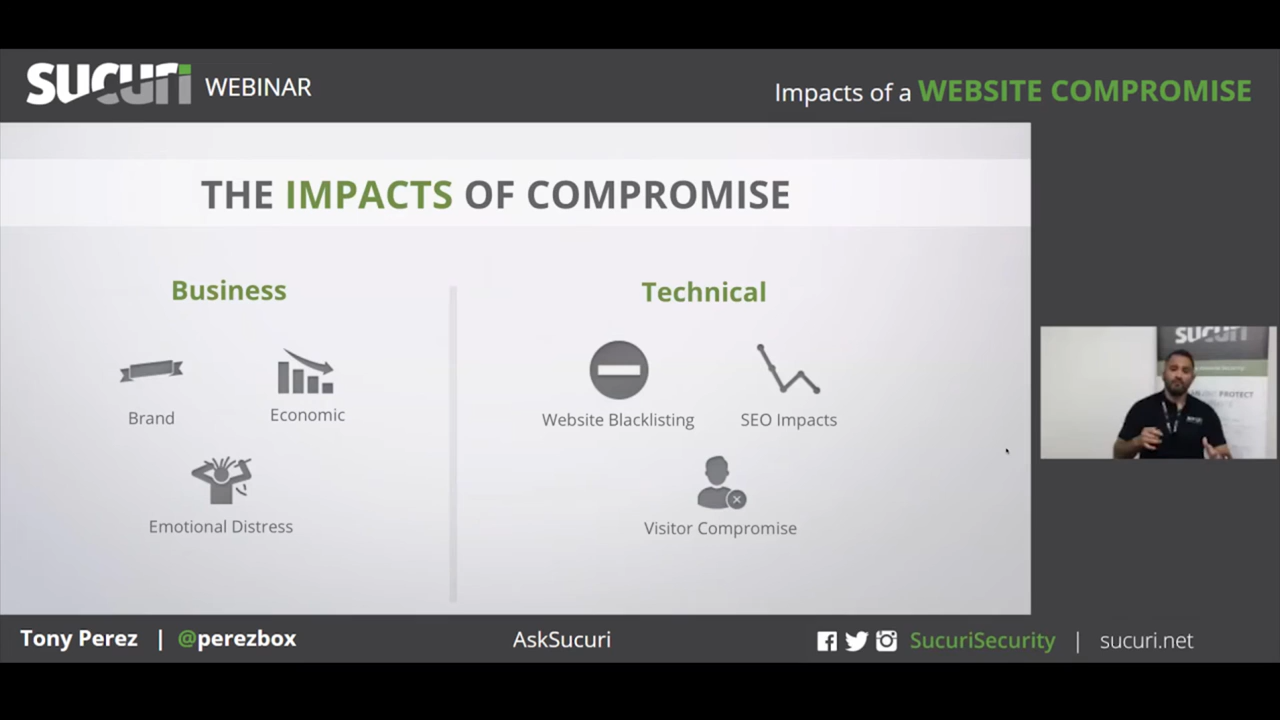 sucuri WEBINAR
Impacts of a WEBSITE COMPROMISE
THE IMPACTS OF COMPROMISE
Business
Brand
Economic
Emotional Distress
Technical
Website Blacklisting
SEO Impacts
Visitor Compromise
sucuri
PROTECT
Tony Perez | @perezbox
AskSucuri
SucuriSecurity | sucuri.net